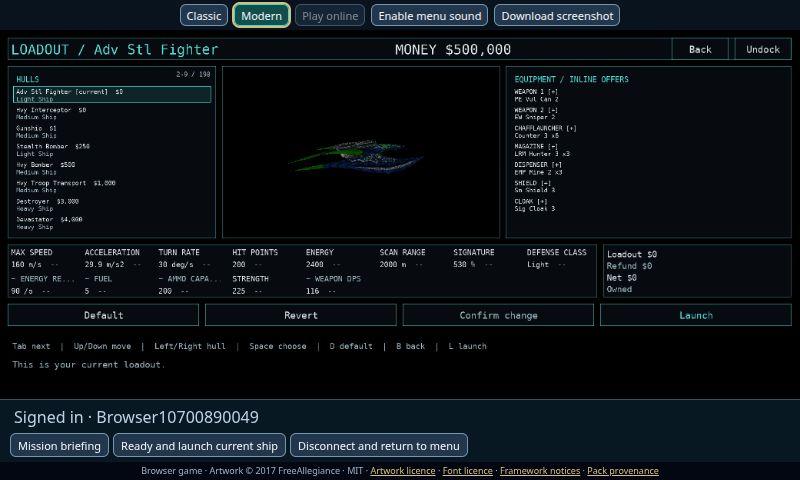 Classic
Modern
Play online
Enable menu sound
Download screenshot
LOADOUT / Adv Stl Fighter
MONEY $500,000
Back
Undock
HULLS
2-9 / 190
Adv Stl Fighter [current] $0
Light Ship
Hvy Interceptor $0
Medium Ship
Gunship $1
Medium Ship
Stealth Bomber $250
Light Ship
Hvy Bomber $500
Medium Ship
Hvy Troop Transport $1,000
Medium Ship
Destroyer $3,000
Heavy Ship
Devastator $4,000
Heavy Ship
EQUIPMENT / INLINE OFFERS
WEAPON 1 [+]
PE Vul Can 2
WEAPON 2 [+]
EW Sniper 2
CHAFFLAUNCHER [+]
Counter 3 x6
MAGAZINE [+]
LRM Hunter 3 x3
DISPENSER [+]
EMP Mine 2 x3
SHIELD [+]
Sm Shield 3
CLOAK [+]
Sig Cloak 3
MAX SPEED ACCELERATION TURN RATE HIT POINTS ENERGY SCAN RANGE SIGNATURE DEFENSE CLASS
160 m/s -- 29.9 m/s2 -- 30 deg/s -- 200 -- 2400 -- 2000 m -- 530 % -- Light --
~ ENERGY RE... ~ FUEL ~ AMMO CAPA... STRENGTH ~ WEAPON DPS
90 /s -- 5 -- 200 -- 225 -- 116 --
Loadout $0
Refund $0
Net $0
Owned
Default
Revert
Confirm change
Launch
Tab next | Up/Down move | Left/Right hull | Space choose | D default | B back | L launch
This is your current loadout.
Signed in · Browser10700890049
Mission briefing
Ready and launch current ship
Disconnect and return to menu
Browser game · Artwork © 2017 FreeAllegiance · MIT · Artwork licence · Font licence · Framework notices · Pack provenance